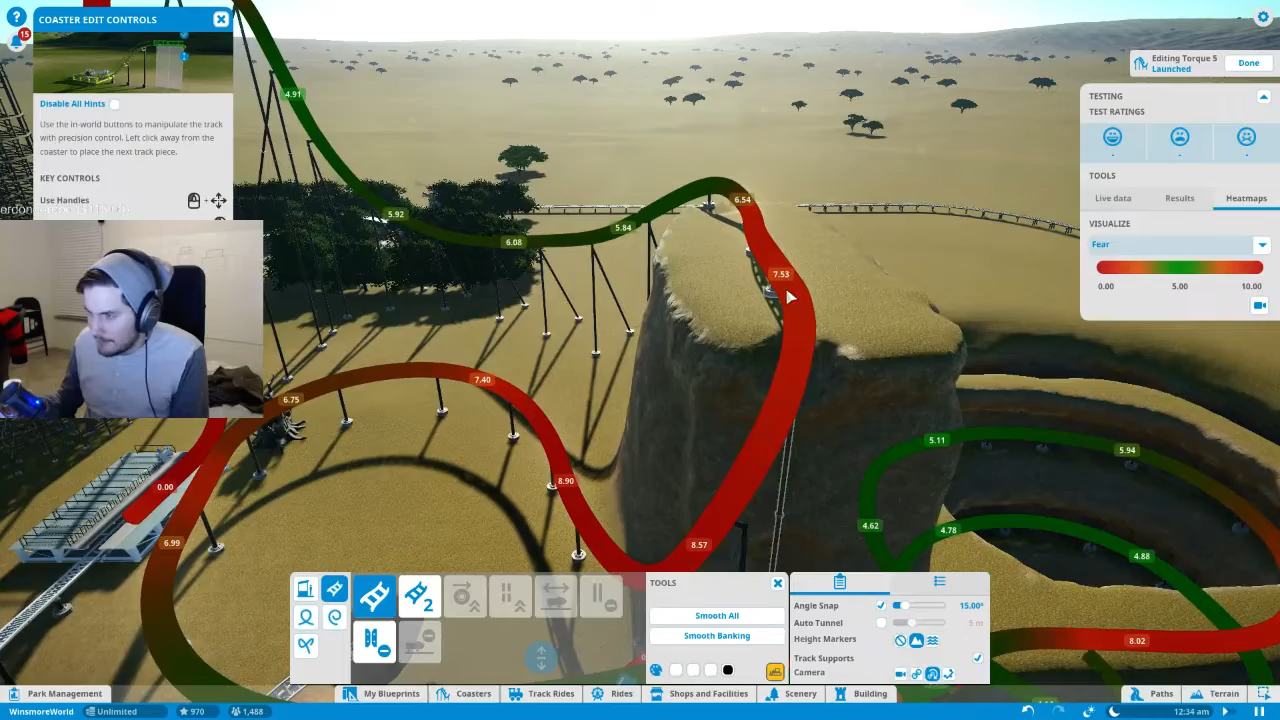 COASTER EDIT CONTROLS
15
Disable All Hints
Use the in-world buttons to manipulate the track
with precision control. Left click away from the
coaster to place the next track piece.
KEY CONTROLS
Use Handles
+
Editing Torque 5
Launched
Done
TESTING
TEST RATINGS
- - -
TOOLS
Live data Results Heatmaps
VISUALIZE
Fear
0.00 5.00 10.00
4.91
5.92
6.08
5.84
6.54
7.53
6.75
7.40
8.90
8.57
0.00
6.99
5.11
5.94
4.62
4.78
4.88
8.02
2
TOOLS
Smooth All
Smooth Banking
Angle Snap 15.00°
Auto Tunnel 5 m
Height Markers
Track Supports
Camera
Park Management
My Blueprints Coasters Track Rides Rides Shops and Facilities Scenery Building Paths Terrain
WinsmoreWorld Unlimited 970 1,488 12:34 am